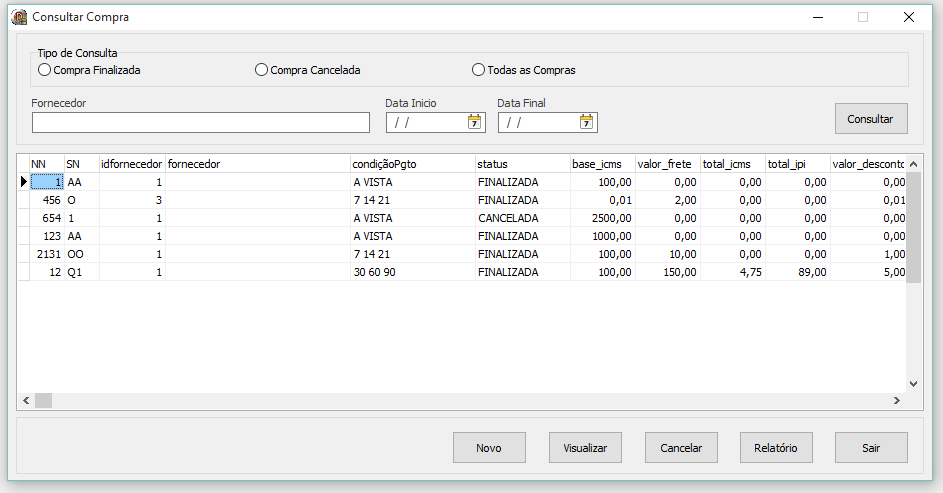 Consultar Compra
Tipo de Consulta
Compra Finalizada Compra Cancelada Todas as Compras
Fornecedor Data Inicio Data Final
/ / / / Consultar
NN SN idfornecedor fornecedor condiçãoPgto status base_icms valor_frete total_icms total_ipi valor_desconto
1 AA 1 A VISTA FINALIZADA 100,00 0,00 0,00 0,00 0,00
456 O 3 7 14 21 FINALIZADA 0,01 2,00 0,00 0,00 0,01
654 1 1 A VISTA CANCELADA 2500,00 0,00 0,00 0,00 0,00
123 AA 1 A VISTA FINALIZADA 1000,00 0,00 0,00 0,00 0,00
2131 OO 1 7 14 21 FINALIZADA 100,00 10,00 0,00 0,00 1,00
12 Q1 1 30 60 90 FINALIZADA 100,00 150,00 4,75 89,00 5,00
Novo Visualizar Cancelar Relatório Sair